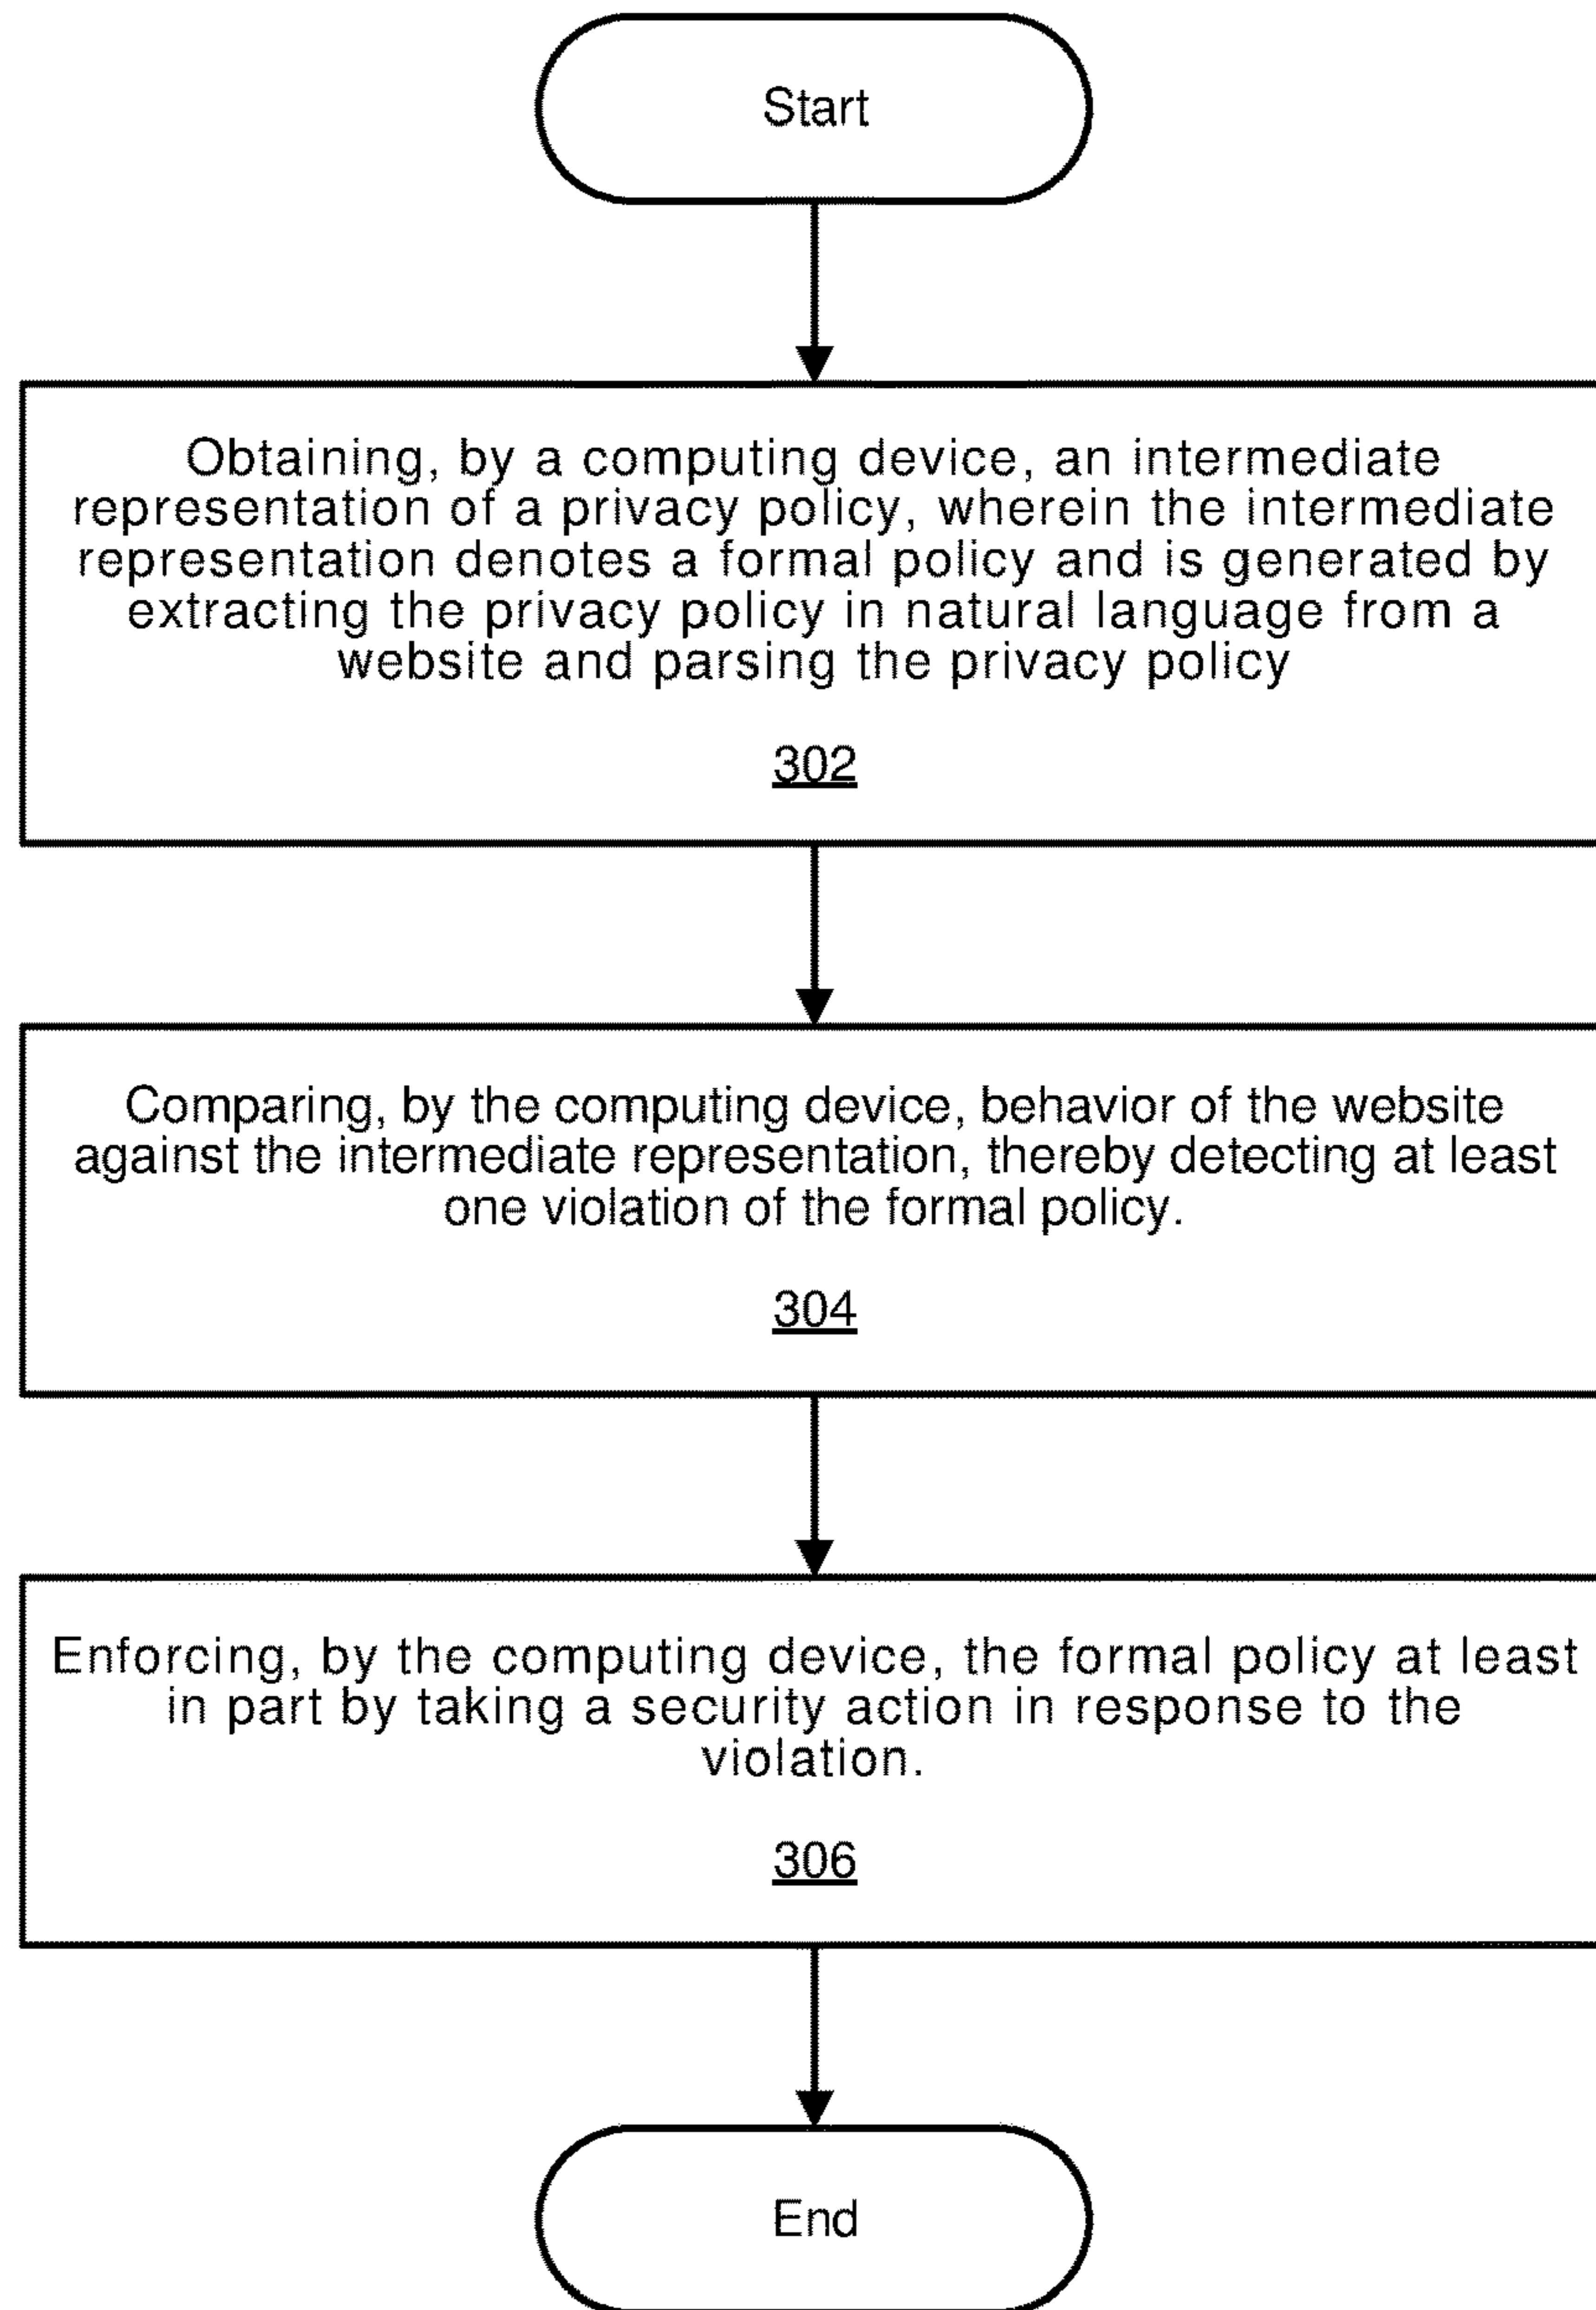 Start
Obtaining, by a computing device, an intermediate
representation of a privacy policy, wherein the intermediate
representation denotes a formal policy and is generated by
extracting the privacy policy in natural language from a
website and parsing the privacy policy
302
Comparing, by the computing device, behavior of the website
against the intermediate representation, thereby detecting at least
one violation of the formal policy.
304
Enforcing, by the computing device, the formal policy at least
in part by taking a security action in response to the
violation.
306
End